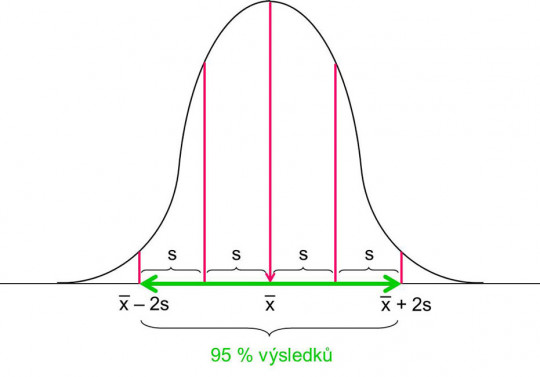 s s s s
x̅ – 2s x̅ x̅ + 2s
95 % výsledků